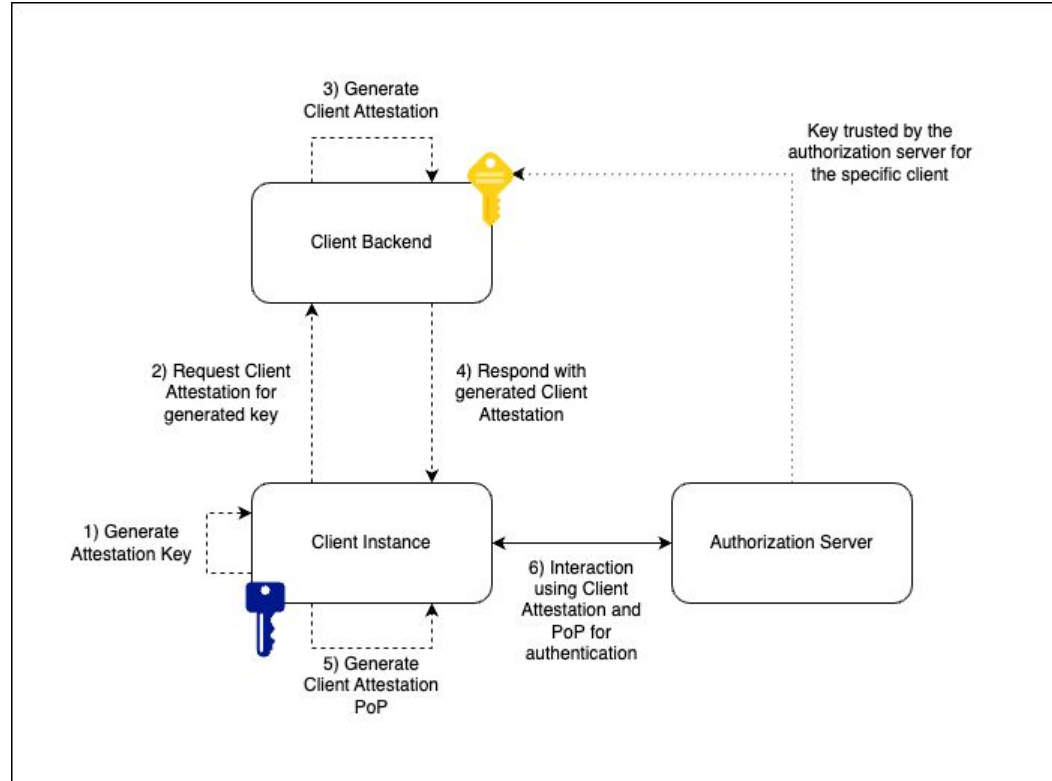 3) Generate
Client Attestation
Key trusted by the
authorization server for
the specific client
Client Backend
2) Request Client
Attestation for
generated key
4) Respond with
generated Client
Attestation
1) Generate
Attestation Key
Client Instance
Authorization Server
6) Interaction
using Client
Attestation and
PoP for
authentication
5) Generate
Client Attestation
PoP